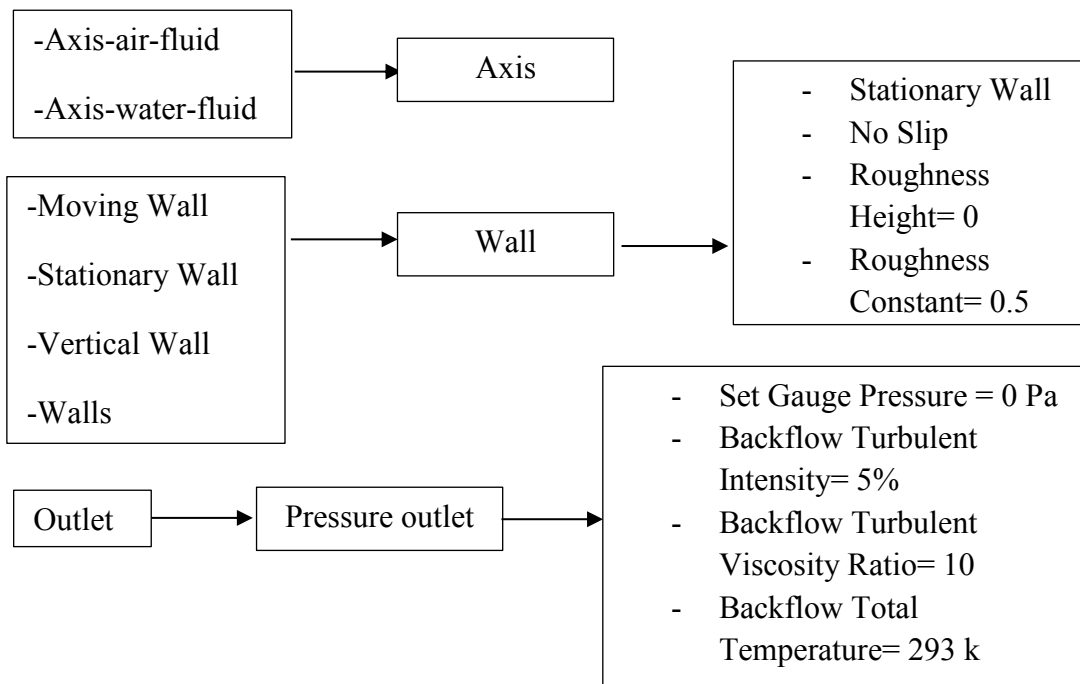 -Axis-air-fluid
-Axis-water-fluid
Axis
-Moving Wall
-Stationary Wall
-Vertical Wall
-Walls
Wall
- Stationary Wall
- No Slip
- Roughness
Height= 0
- Roughness
Constant= 0.5
Outlet
Pressure outlet
- Set Gauge Pressure = 0 Pa
- Backflow Turbulent
Intensity= 5%
- Backflow Turbulent
Viscosity Ratio= 10
- Backflow Total
Temperature= 293 k